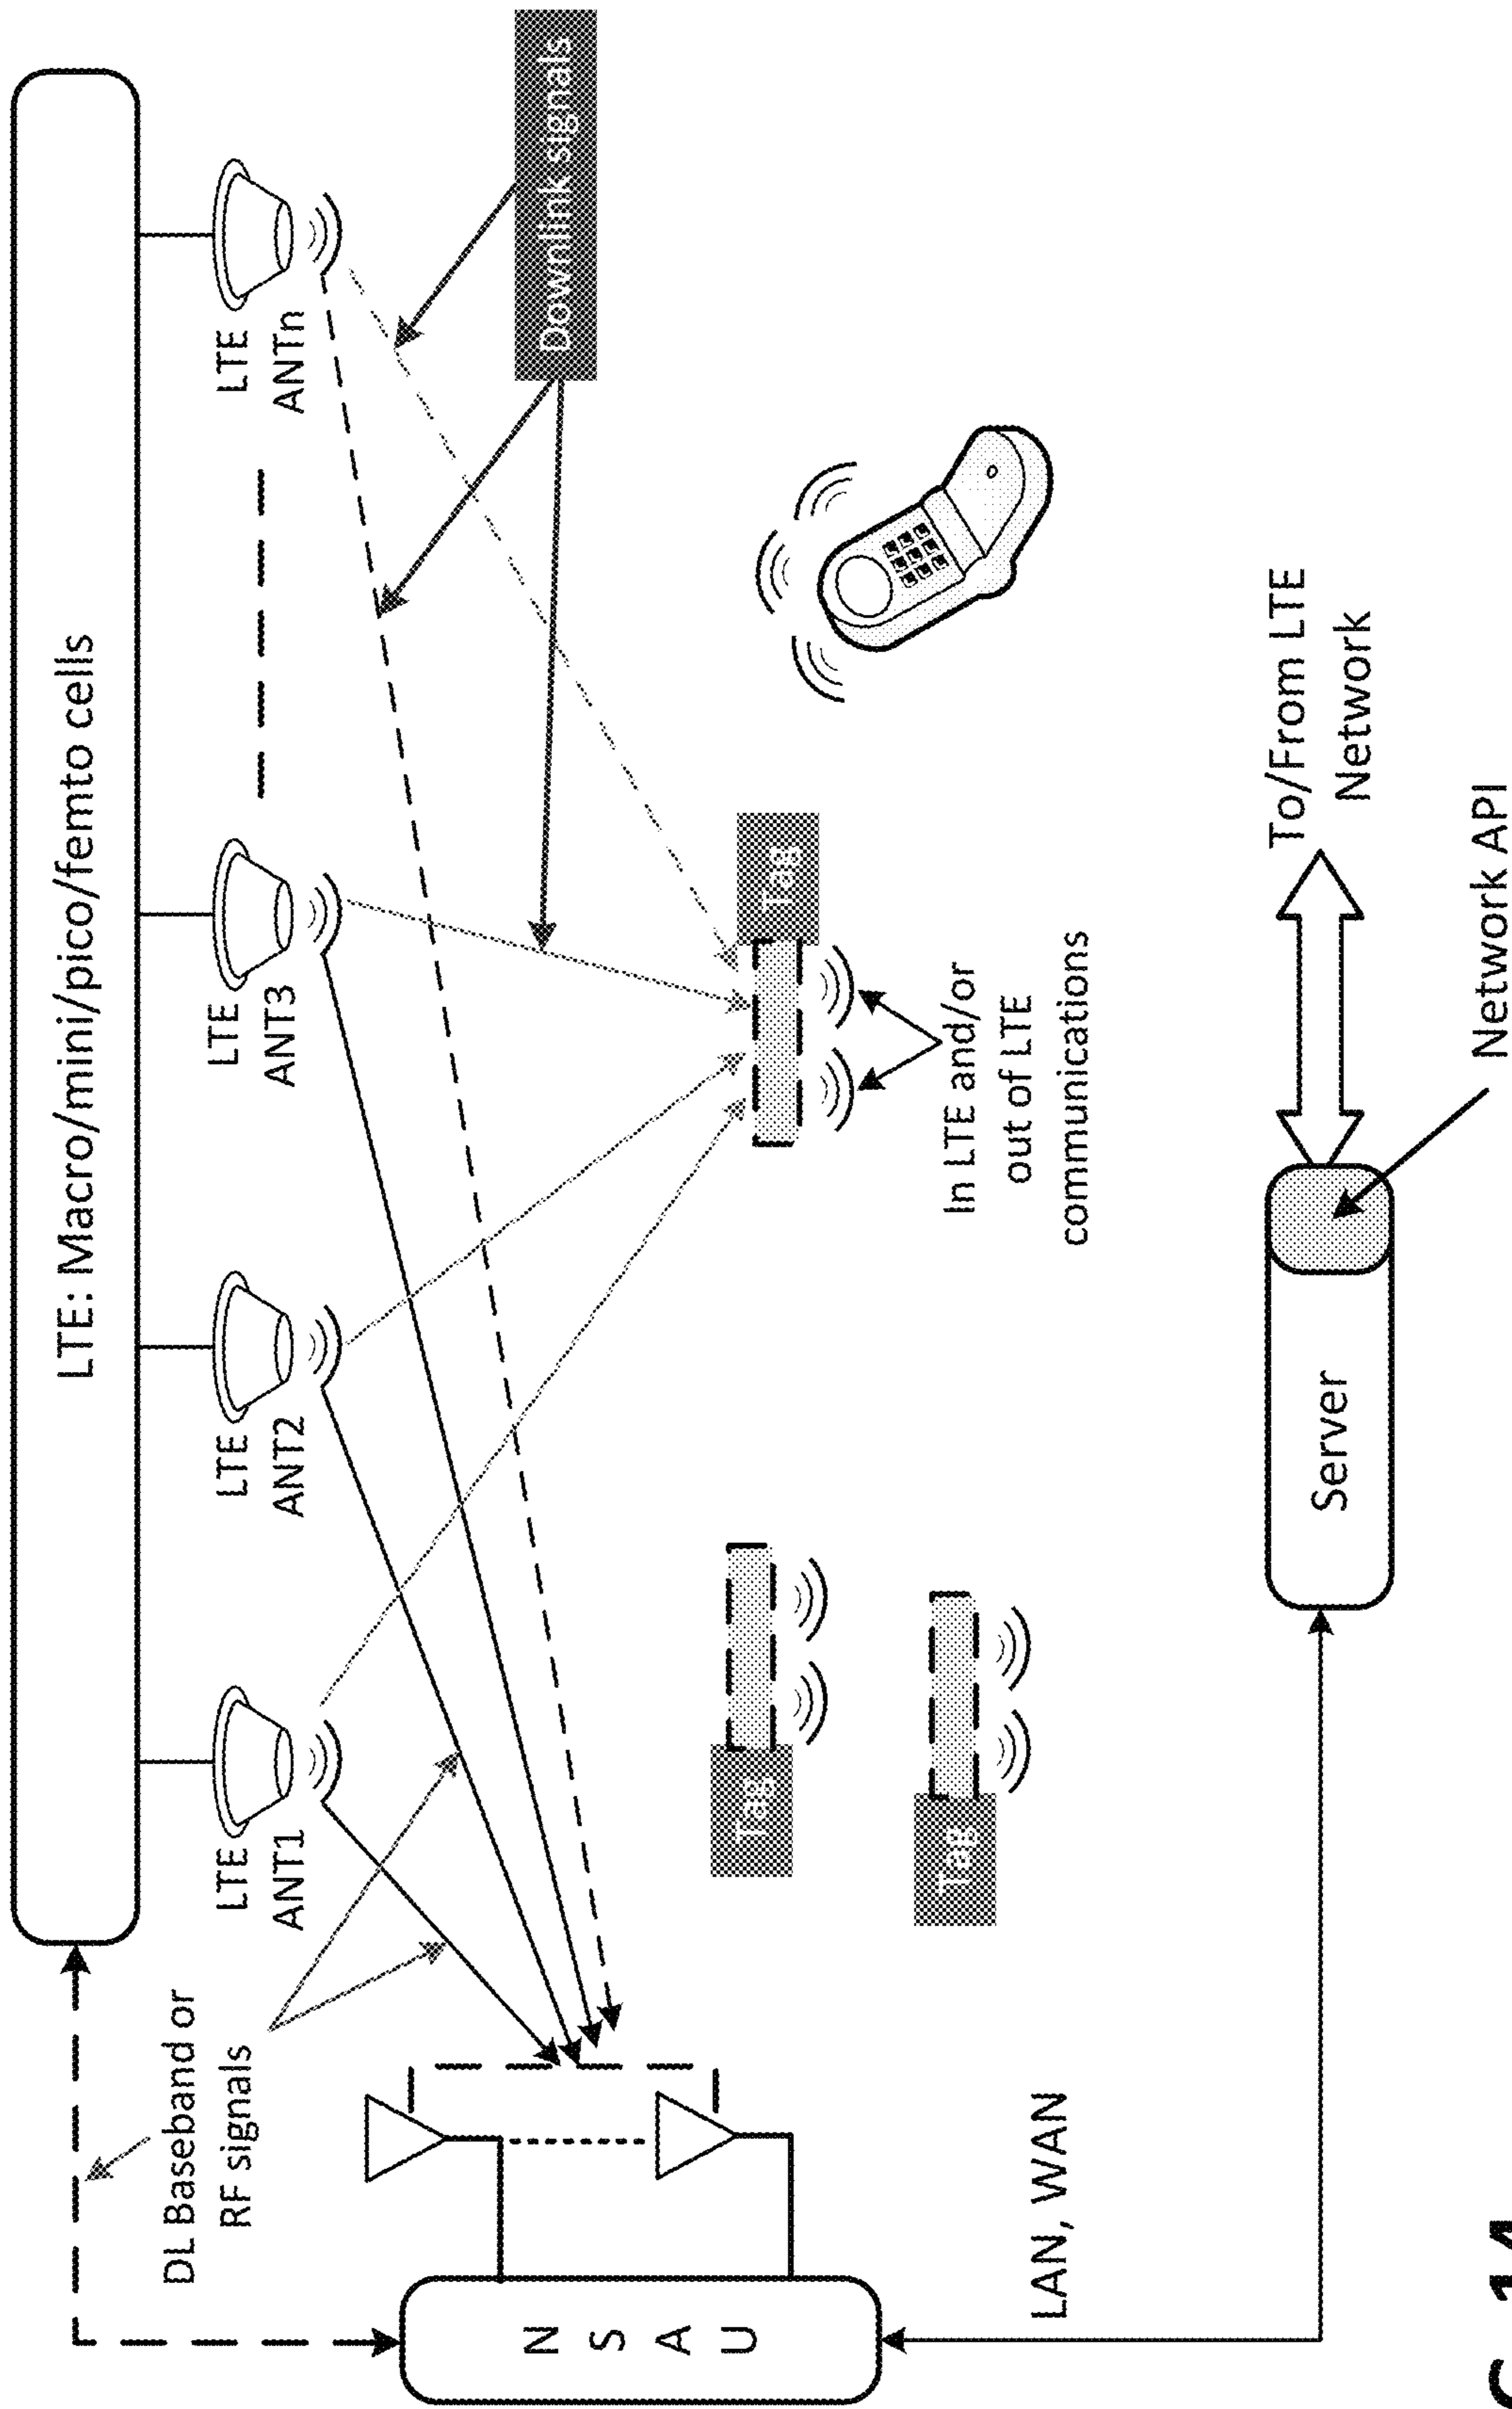 LTE: Macro/mini/pico/femto cells
DL Baseband or
RF signals
LTE
ANT1
LTE
ANT2
LTE
ANT3
LTE
ANTn
Downlink signals
N
S
A
U
Tag
Tag
Tag
In LTE and/or
out of LTE
communications
LAN, WAN
Server
To/From LTE
Network
Network API